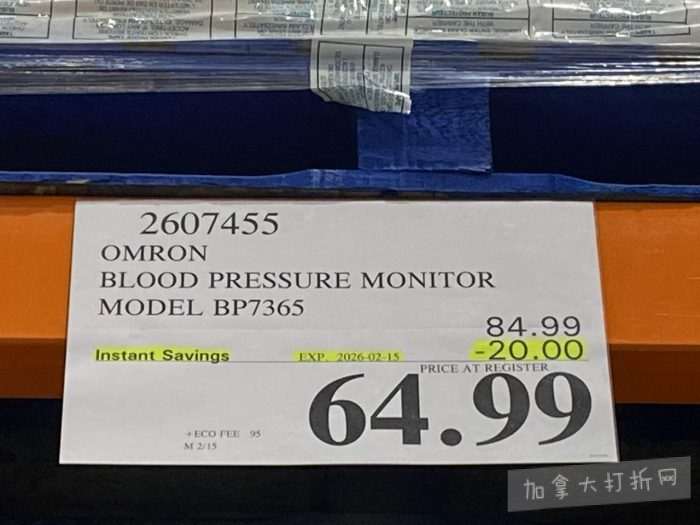 2607455
OMRON
BLOOD PRESSURE MONITOR
MODEL BP7365
84.99
Instant Savings EXP. 2026-02-15 -20.00
PRICE AT REGISTER
64.99
+ECO FEE 95
M 2/15
加拿大打折网